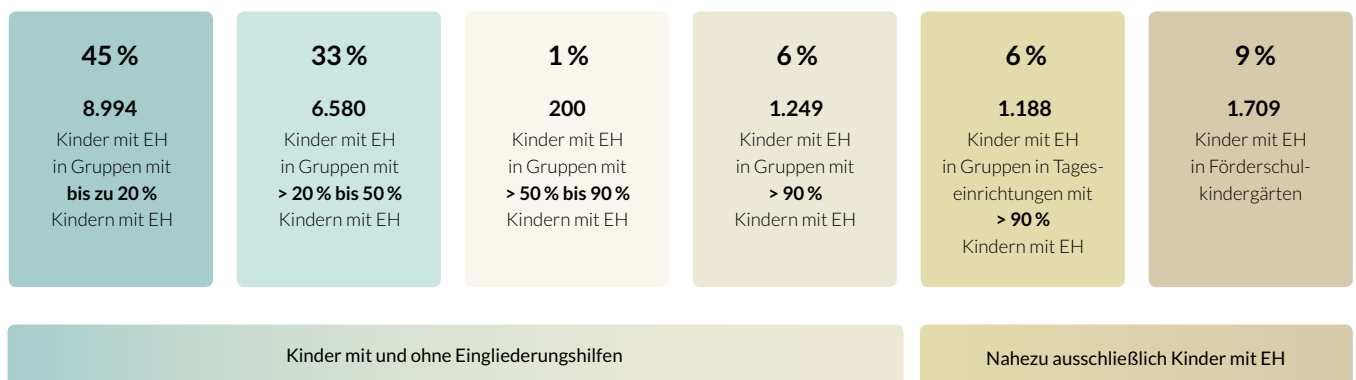 45 %
8.994
Kinder mit EH
in Gruppen mit
bis zu 20 %
Kindern mit EH
33 %
6.580
Kinder mit EH
in Gruppen mit
> 20 % bis 50 %
Kindern mit EH
1 %
200
Kinder mit EH
in Gruppen mit
> 50 % bis 90 %
Kindern mit EH
6 %
1.249
Kinder mit EH
in Gruppen mit
> 90 %
Kindern mit EH
6 %
1.188
Kinder mit EH
in Gruppen in Tages-
einrichtungen mit
> 90 %
Kindern mit EH
9 %
1.709
Kinder mit EH
in Förderschul-
kindergärten
Kinder mit und ohne Eingliederungshilfen
Nahezu ausschließlich Kinder mit EH